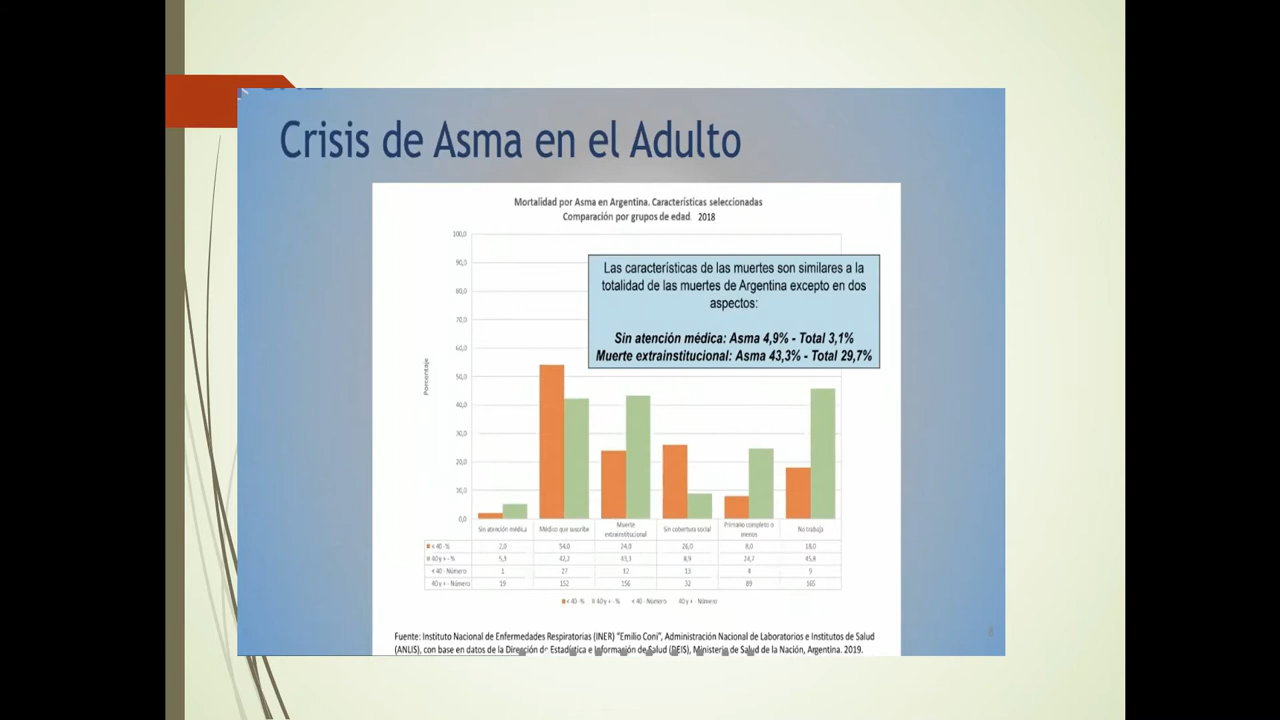 Crisis de Asma en el Adulto
Mortalidad por Asma en Argentina. Características seleccionadas
Comparación por grupos de edad. 2018
100,0
90,0
80,0
70,0
60,0
50,0
40,0
30,0
20,0
10,0
0,0
Porcentaje
Las características de las muertes son similares a la
totalidad de las muertes de Argentina excepto en dos
aspectos:
Sin atención médica: Asma 4,9% - Total 3,1%
Muerte extrainstitucional: Asma 43,3% - Total 29,7%
Sin atención médica Médico que suscribe Muerte extrainstitucional Sin cobertura social Primario completo o menos No trabaja
< 40 - % 2,0 54,0 24,0 26,0 8,0 18,0
40 y + - % 5,3 42,2 43,3 8,9 24,7 45,8
< 40 - Número 1 27 12 13 4 9
40 y + - Número 19 152 156 32 89 165
< 40 - % 40 y + - % < 40 - Número 40 y + - Número
Fuente: Instituto Nacional de Enfermedades Respiratorias (INER) "Emilio Coni", Administración Nacional de Laboratorios e Institutos de Salud
(ANLIS), con base en datos de la Dirección de Estadística e Información de Salud (DEIS), Ministerio de Salud de la Nación, Argentina. 2019.